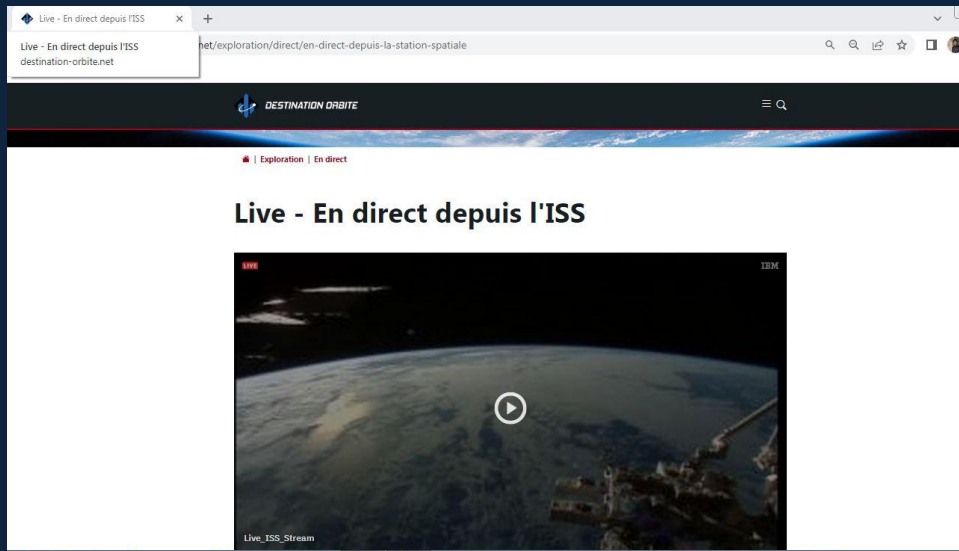 Live - En direct depuis l'ISS
Live - En direct depuis l'ISS
destination-orbite.net
net/exploration/direct/en-direct-depuis-la-station-spatiale
DESTINATION ORBITE
| Exploration | En direct
Live - En direct depuis l'ISS
LIVE
IBM
Live_ISS_Stream